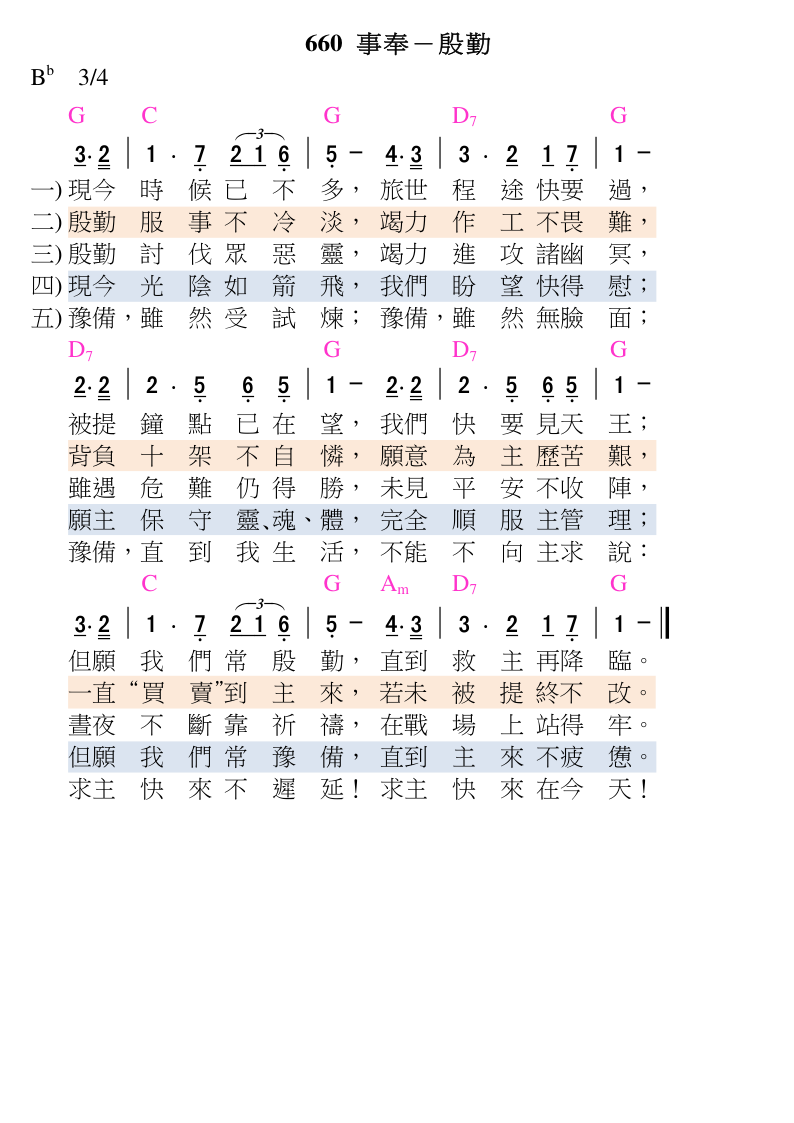 660 事奉－殷勤
Bb 3/4
G C G D7 G
3· 2 | 1 · 7 2 1 6 | 5 － 4· 3 | 3 · 2 1 7 | 1 －
一) 現今 時 候 已 不 多， 旅世 程 途 快要 過，
二) 殷勤 服 事 不 冷 淡， 竭力 作 工 不畏 難，
三) 殷勤 討 伐 眾 惡 靈， 竭力 進 攻 諸幽 冥，
四) 現今 光 陰 如 箭 飛， 我們 盼 望 快得 慰；
五) 豫備，雖 然 受 試 煉； 豫備，雖 然 無臉 面；
D7 G D7 G
2· 2 | 2 · 5 6 5 | 1 － 2· 2 | 2 · 5 6 5 | 1 －
被提 鐘 點 已 在 望， 我們 快 要 見天 王；
背負 十 架 不 自 憐， 願意 為 主 歷苦 艱，
雖遇 危 難 仍 得 勝， 未見 平 安 不收 陣，
願主 保 守 靈、魂、體， 完全 順 服 主管 理；
豫備，直 到 我 生 活， 不能 不 向 主求 說：
C G Am D7 G
3· 2 | 1 · 7 2 1 6 | 5 － 4· 3 | 3 · 2 1 7 | 1 －
但願 我 們 常 殷 勤， 直到 救 主 再降 臨。
一直 “買 賣”到 主 來， 若未 被 提 終不 改。
晝夜 不 斷 靠 祈 禱， 在戰 場 上 站得 牢。
但願 我 們 常 豫 備， 直到 主 來 不疲 憊。
求主 快 來 不 遲 延！ 求主 快 來 在今 天！